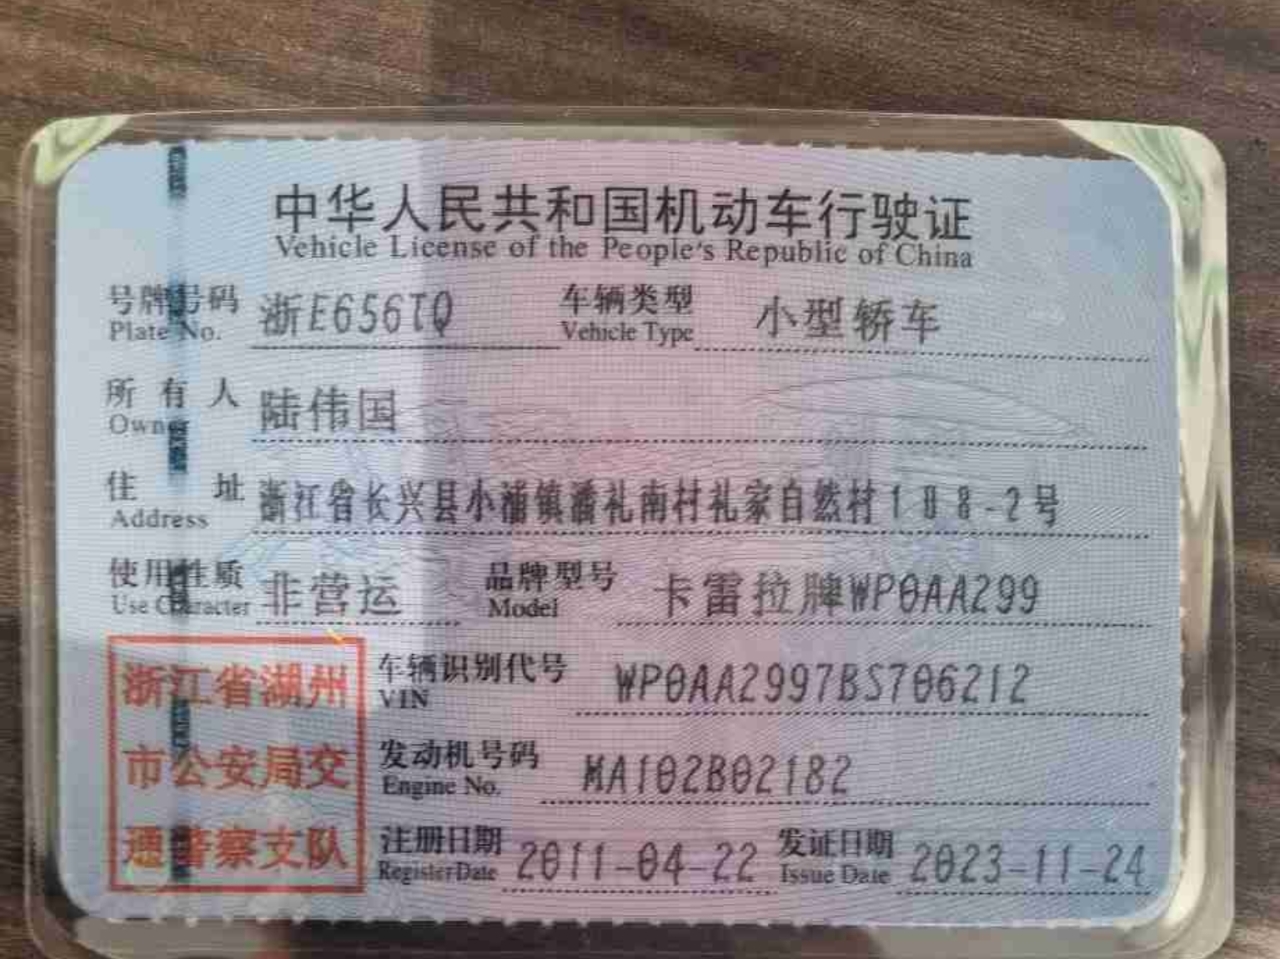 中华人民共和国机动车行驶证
Vehicle License of the People's Republic of China
号牌号码 浙E656TQ 车辆类型 小型轿车
Plate No. Vehicle Type
所有人 陆伟国
Owner
住址 浙江省长兴县小浦镇潘礼南村礼家自然村108-2号
Address
使用性质 非营运 品牌型号 卡雷拉牌WP0AA299
Use Character Model
浙江省湖州 车辆识别代号 WP0AA2997BS706212
VIN
市公安局交 发动机号码 MA102B02182
Engine No.
通警察支队 注册日期 2011-04-22 发证日期 2023-11-24
Register Date Issue Date